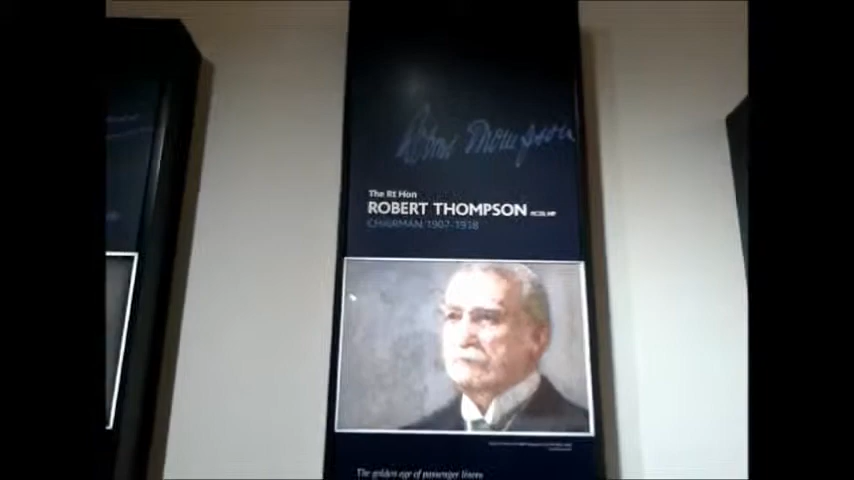 Robert Thompson
The Rt Hon
ROBERT THOMPSON
CHAIRMAN 1907-1918
The golden age of passenger liners